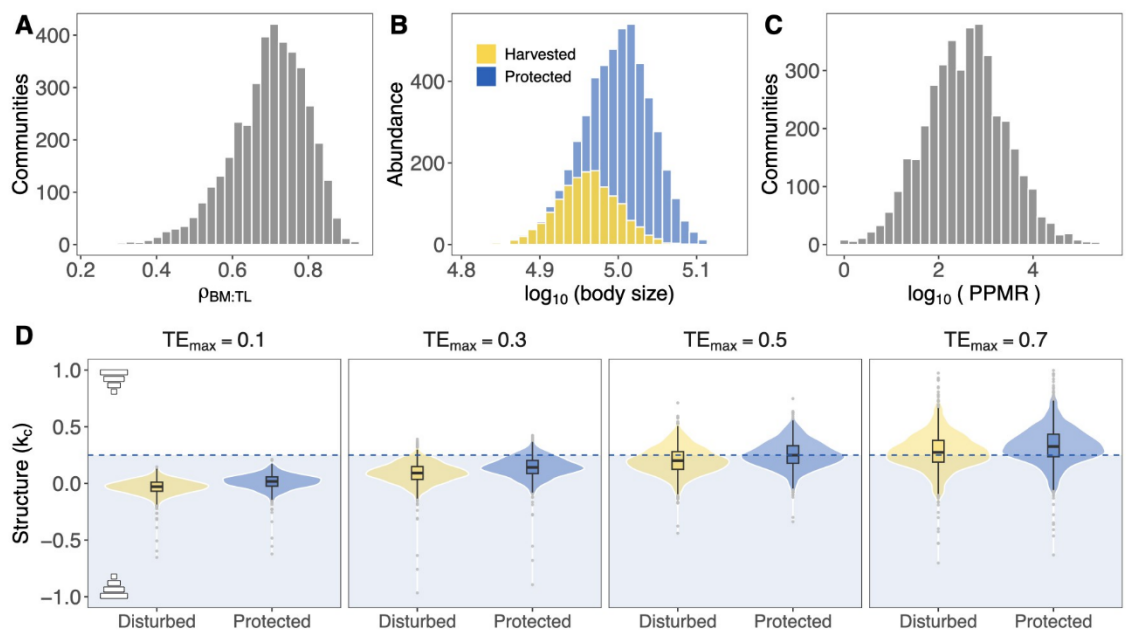 A
400
300
200
100
0
Communities
0.2 0.4 0.6 0.8
ρBM:TL
B
Harvested
Protected
400
200
0
Abundance
4.8 4.9 5.0 5.1
log10 (body size)
C
300
200
100
0
Communities
0 2 4
log10 ( PPMR )
D
TEmax = 0.1 TEmax = 0.3 TEmax = 0.5 TEmax = 0.7
1.0
0.5
0.0
−0.5
−1.0
Structure (kc)
Disturbed Protected Disturbed Protected Disturbed Protected Disturbed Protected